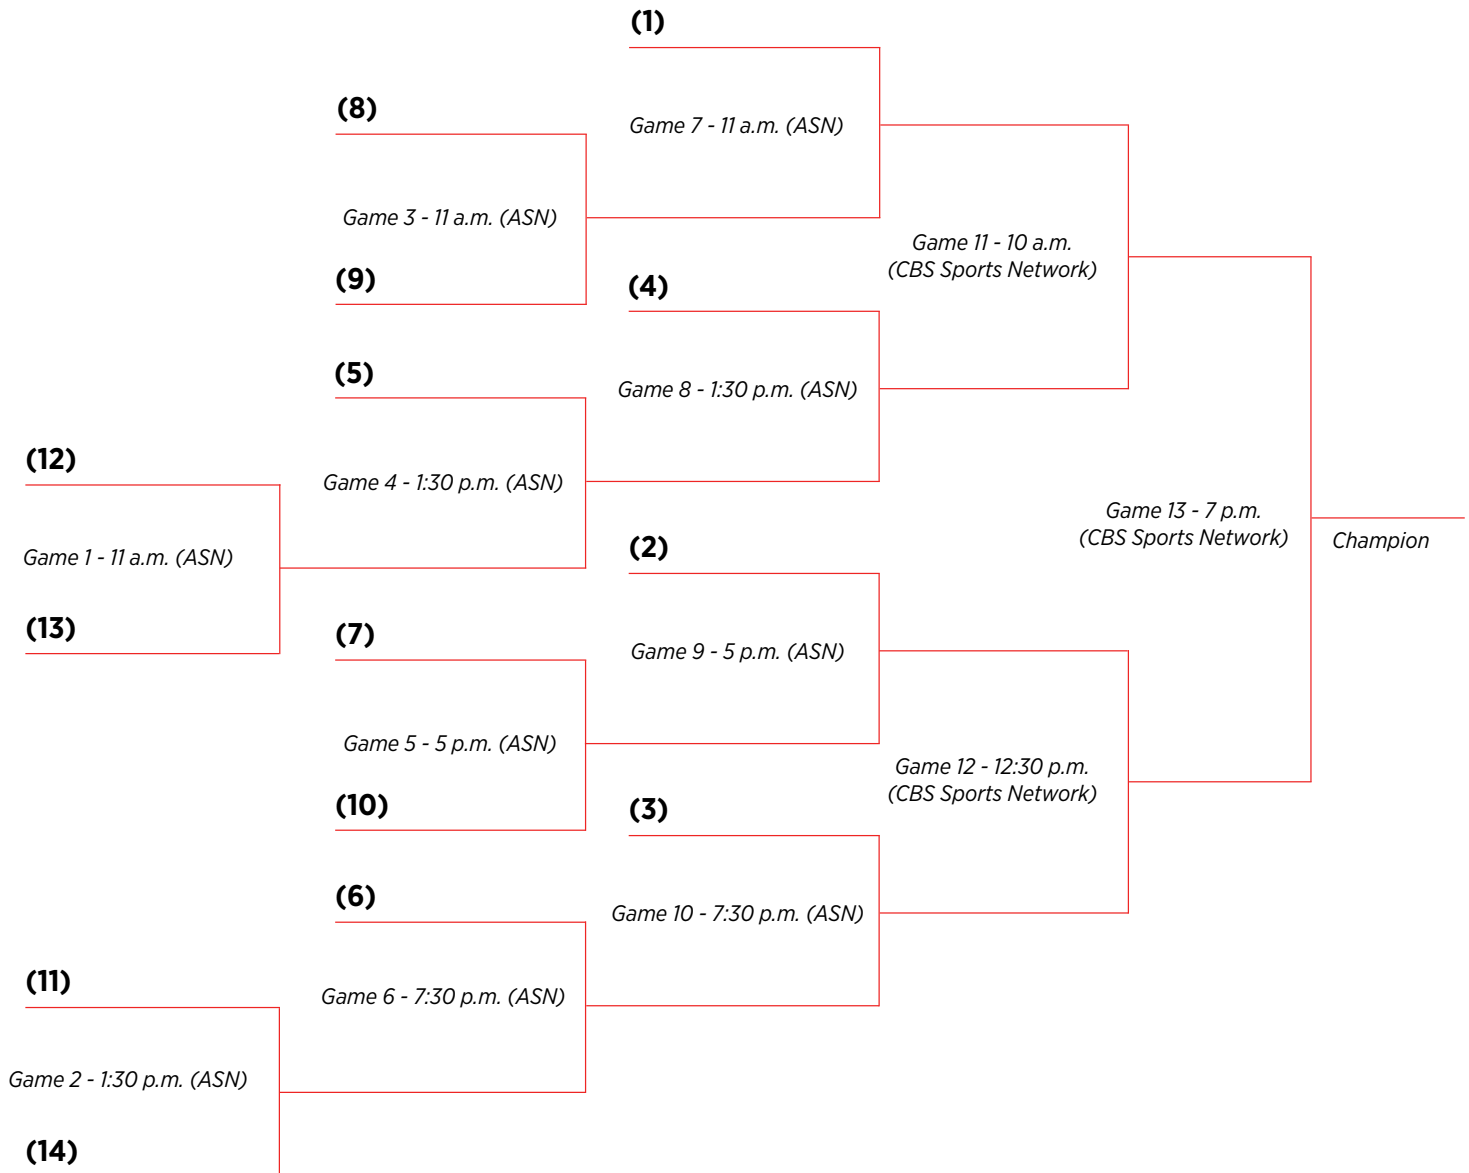 (1)
(8)
Game 7 - 11 a.m. (ASN)
Game 3 - 11 a.m. (ASN)
Game 11 - 10 a.m.
(CBS Sports Network)
(9)
(4)
(5)
Game 8 - 1:30 p.m. (ASN)
(12)
Game 4 - 1:30 p.m. (ASN)
Game 13 - 7 p.m.
(CBS Sports Network)
Champion
(2)
Game 1 - 11 a.m. (ASN)
(13)
(7)
Game 9 - 5 p.m. (ASN)
Game 5 - 5 p.m. (ASN)
Game 12 - 12:30 p.m.
(CBS Sports Network)
(10)
(3)
(6)
Game 10 - 7:30 p.m. (ASN)
(11)
Game 6 - 7:30 p.m. (ASN)
Game 2 - 1:30 p.m. (ASN)
(14)